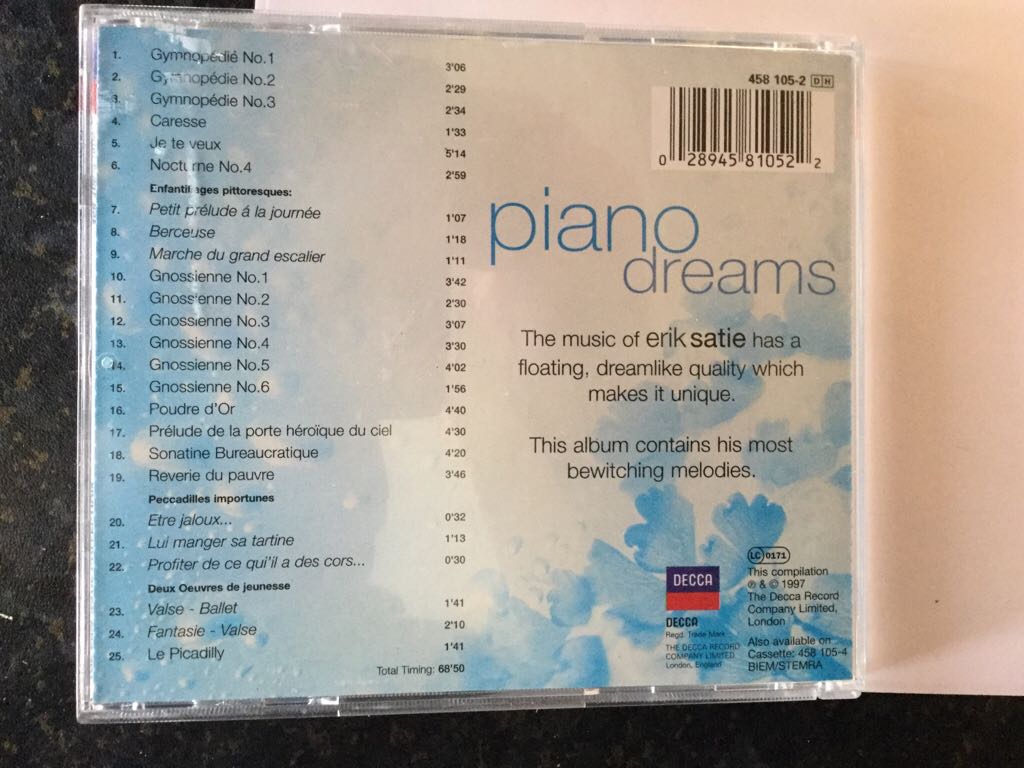 1. Gymnopédié No.1 3'06
2. Gymnopédie No.2 2'29
3. Gymnopédie No.3 2'34
4. Caresse 1'33
5. Je te veux 5'14
6. Nocturne No.4 2'59
Enfantillages pittoresques:
7. Petit prélude á la journée 1'07
8. Berceuse 1'18
9. Marche du grand escalier 1'11
10. Gnossienne No.1 3'42
11. Gnossienne No.2 2'30
12. Gnossienne No.3 3'07
13. Gnossienne No.4 3'30
14. Gnossienne No.5 4'02
15. Gnossienne No.6 1'56
16. Poudre d'Or 4'40
17. Prélude de la porte héroïque du ciel 4'30
18. Sonatine Bureaucratique 4'20
19. Reverie du pauvre 3'46
Peccadilles importunes
20. Etre jaloux... 0'32
21. Lui manger sa tartine 1'13
22. Profiter de ce qu'il a des cors... 0'30
Deux Oeuvres de jeunesse
23. Valse - Ballet 1'41
24. Fantasie - Valse 2'10
25. Le Picadilly 1'41
Total Timing: 68'50
458 105-2 DH
0 28945 81052 2
piano
dreams
The music of erik satie has a
floating, dreamlike quality which
makes it unique.
This album contains his most
bewitching melodies.
DECCA
DECCA
Regd. Trade Mark
THE DECCA RECORD
COMPANY LIMITED
London, England
LC 0171
This compilation
℗ & © 1997
The Decca Record
Company Limited,
London
Also available on
Cassette: 458 105-4
BIEM/STEMRA